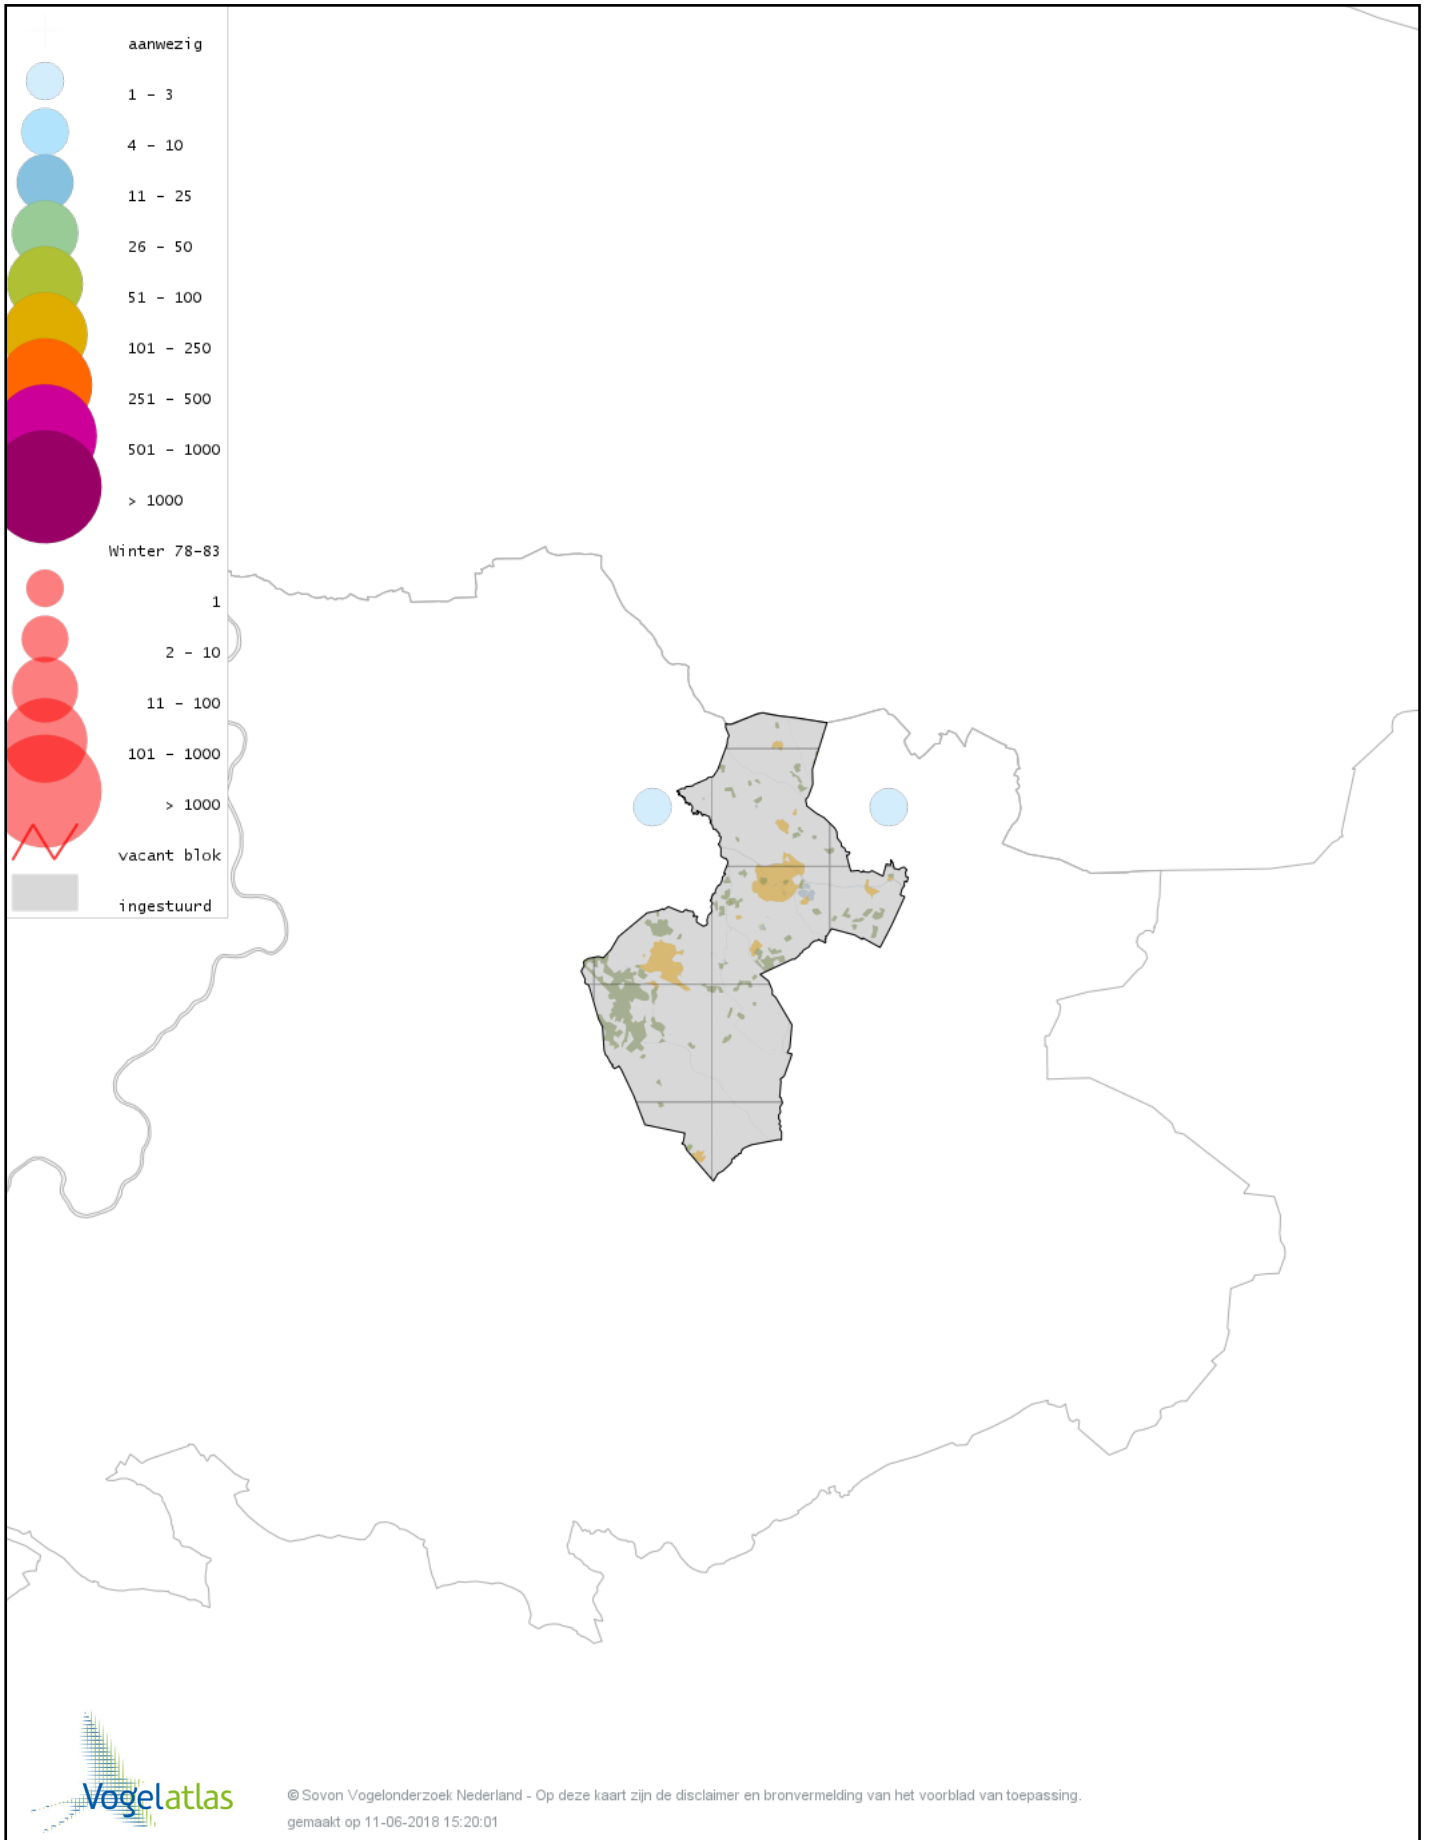 aanwezig
1 - 3
4 - 10
11 - 25
26 - 50
51 - 100
101 - 250
251 - 500
501 - 1000
> 1000
Winter 78-83
1
2 - 10
11 - 100
101 - 1000
> 1000
vacant blok
ingestuurd
Vogelatlas
© Sovon Vogelonderzoek Nederland - Op deze kaart zijn de disclaimer en bronvermelding van het voorblad van toepassing.
gemaakt op 11-06-2018 15:20:01